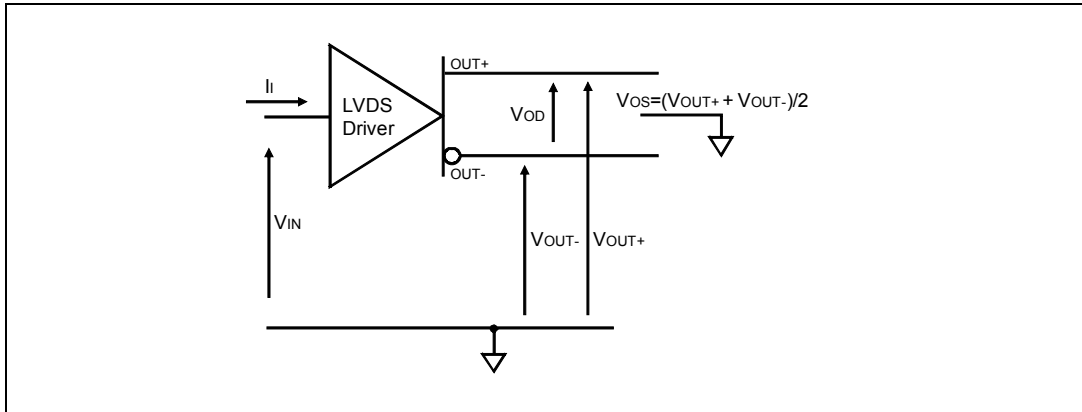 OUT+
II
LVDS
Driver
VOD
VOS=(VOUT+ + VOUT-)/2
OUT-
VIN
VOUT-
VOUT+